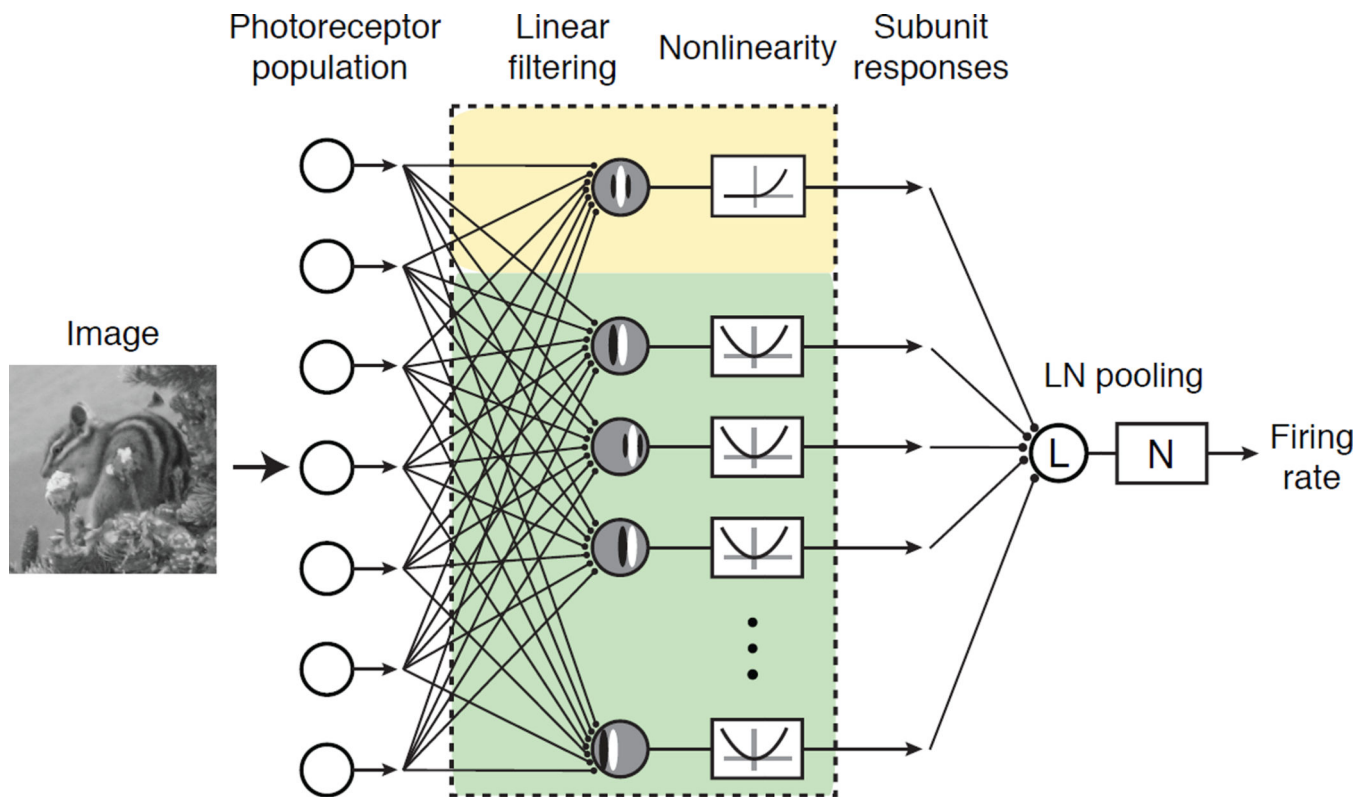 Photoreceptor
population
Linear
filtering
Nonlinearity
Subunit
responses
Image
LN pooling
L
N
Firing
rate